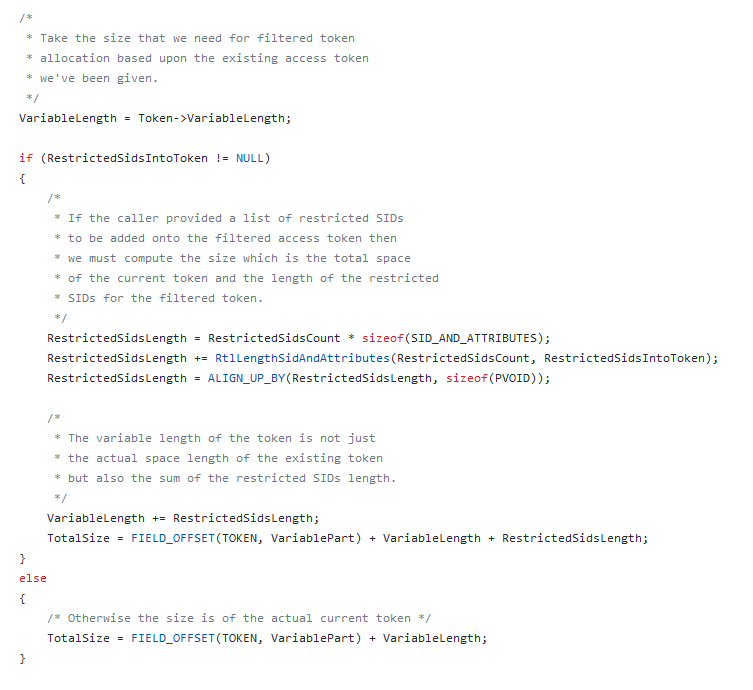 /*
 * Take the size that we need for filtered token
 * allocation based upon the existing access token
 * we've been given.
 */
VariableLength = Token->VariableLength;

if (RestrictedSidsIntoToken != NULL)
{
    /*
     * If the caller provided a list of restricted SIDs
     * to be added onto the filtered access token then
     * we must compute the size which is the total space
     * of the current token and the length of the restricted
     * SIDs for the filtered token.
     */
    RestrictedSidsLength = RestrictedSidsCount * sizeof(SID_AND_ATTRIBUTES);
    RestrictedSidsLength += RtlLengthSidAndAttributes(RestrictedSidsCount, RestrictedSidsIntoToken);
    RestrictedSidsLength = ALIGN_UP_BY(RestrictedSidsLength, sizeof(PVOID));

    /*
     * The variable length of the token is not just
     * the actual space length of the existing token
     * but also the sum of the restricted SIDs length.
     */
    VariableLength += RestrictedSidsLength;
    TotalSize = FIELD_OFFSET(TOKEN, VariablePart) + VariableLength + RestrictedSidsLength;
}
else
{
    /* Otherwise the size is of the actual current token */
    TotalSize = FIELD_OFFSET(TOKEN, VariablePart) + VariableLength;
}